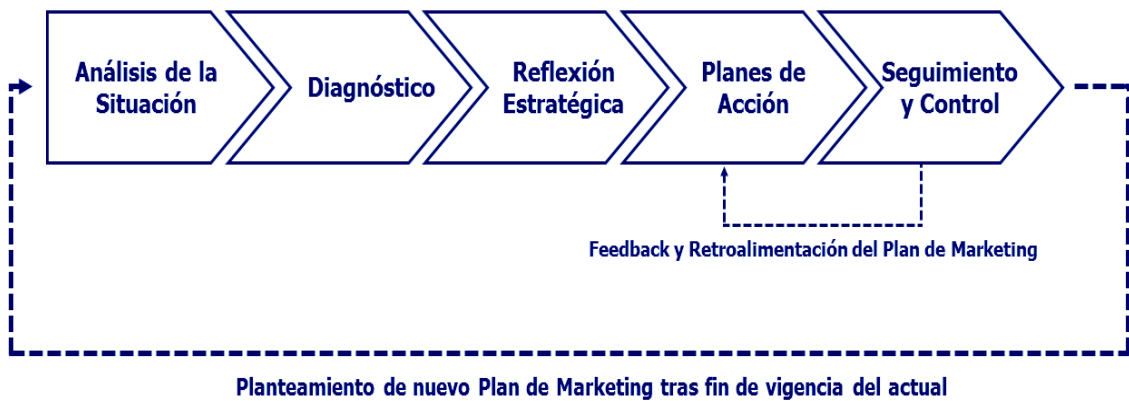 Análisis de la
Situación
Diagnóstico
Reflexión
Estratégica
Planes de
Acción
Seguimiento
y Control
Feedback y Retroalimentación del Plan de Marketing
Planteamiento de nuevo Plan de Marketing tras fin de vigencia del actual